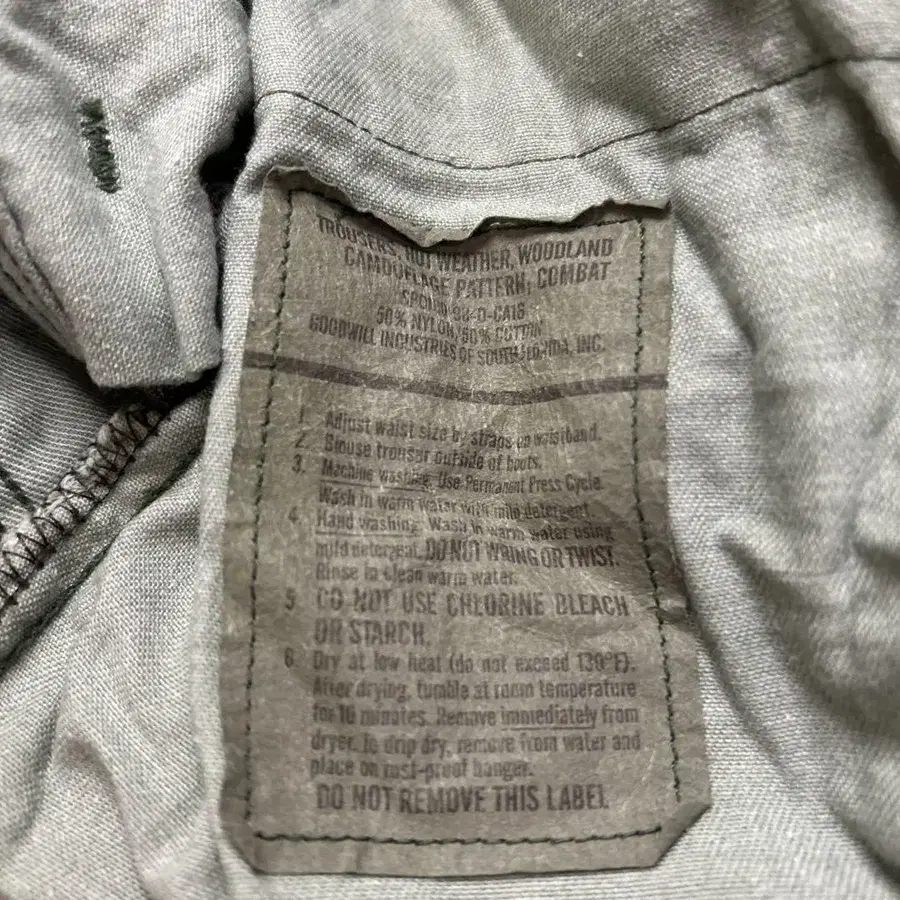 TROUSERS, HOT WEATHER, WOODLAND
CAMOUFLAGE PATTERN; COMBAT
50% NYLON/50% COTTON
GOODWILL INDUSTRIES OF SOUTH FLORIDA, INC.
1. Adjust waist size by straps on waistband.
2. Blouse trouser outside of boots.
3. Machine washing. Use Permanent Press Cycle.
Wash in warm water with mild detergent.
4. Hand washing: Wash in warm water using
mild detergent. DO NOT WRING OR TWIST.
Rinse in clean warm water.
5 DO NOT USE CHLORINE BLEACH
OR STARCH.
6. Dry at low heat (do not exceed 130°F).
After drying, tumble at room temperature
for 10 minutes. Remove immediately from
dryer. To drip dry, remove from water and
place on rust-proof hanger.
DO NOT REMOVE THIS LABEL